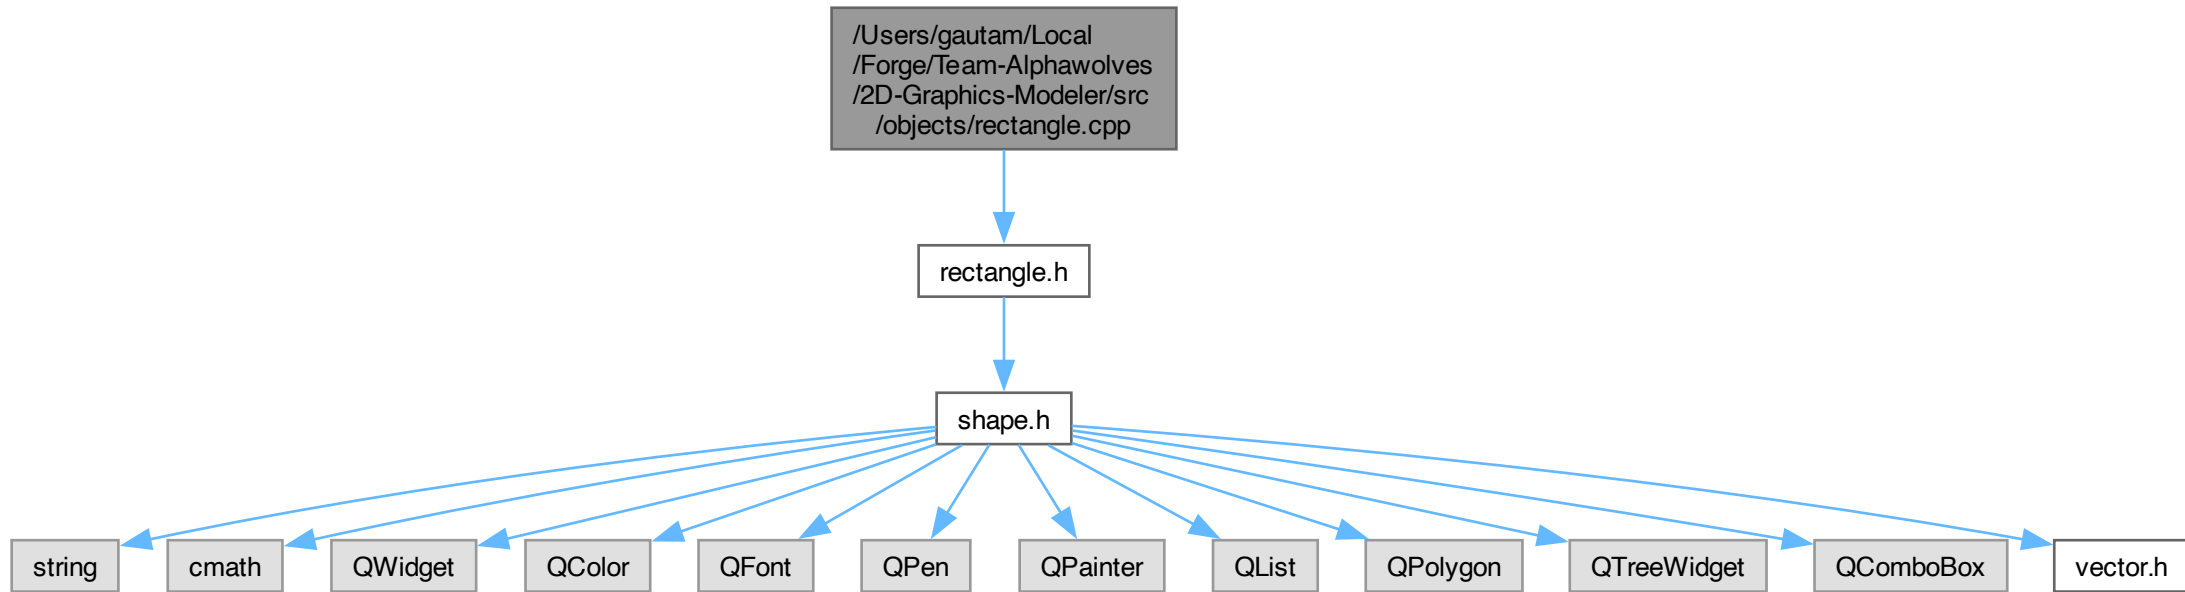 /Users/gautam/Local
/Forge/Team-Alphawolves
/2D-Graphics-Modeler/src
/objects/rectangle.cpp
rectangle.h
shape.h
string
cmath
QWidget
QColor
QFont
QPen
QPainter
QList
QPolygon
QTreeWidget
QComboBox
vector.h